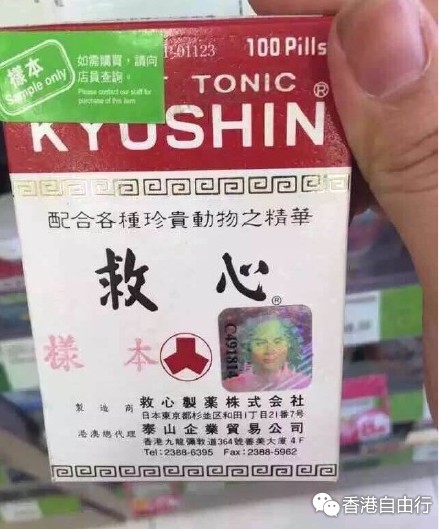 樣本
Sample only
如需購買，請向
店員查詢。
Please contact our staff for
purchase of this item
01123
100 Pills
T TONIC ®
KYUSHIN
配合各種珍貴動物之精華
救心®
樣本
C491814
製造商 救心製薬株式会社
日本東京都杉並区和田1丁目21番7号
港澳總代理 泰山企業貿易公司
香港九龍彌敦道364號善美大廈4F
Tel:2388-6395 Fax:2388-5962
香港自由行